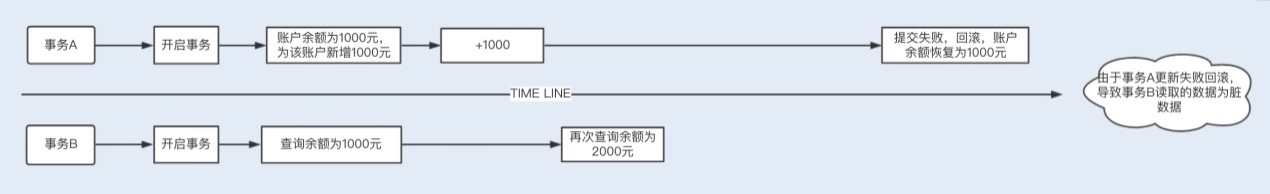 事务A
开启事务
账户余额为1000元，
为该账户新增1000元
+1000
提交失败，回滚，账户
余额恢复为1000元
TIME LINE
由于事务A更新失败回滚，
导致事务B读取的数据为脏
数据
事务B
开启事务
查询余额为1000元
再次查询余额为
2000元